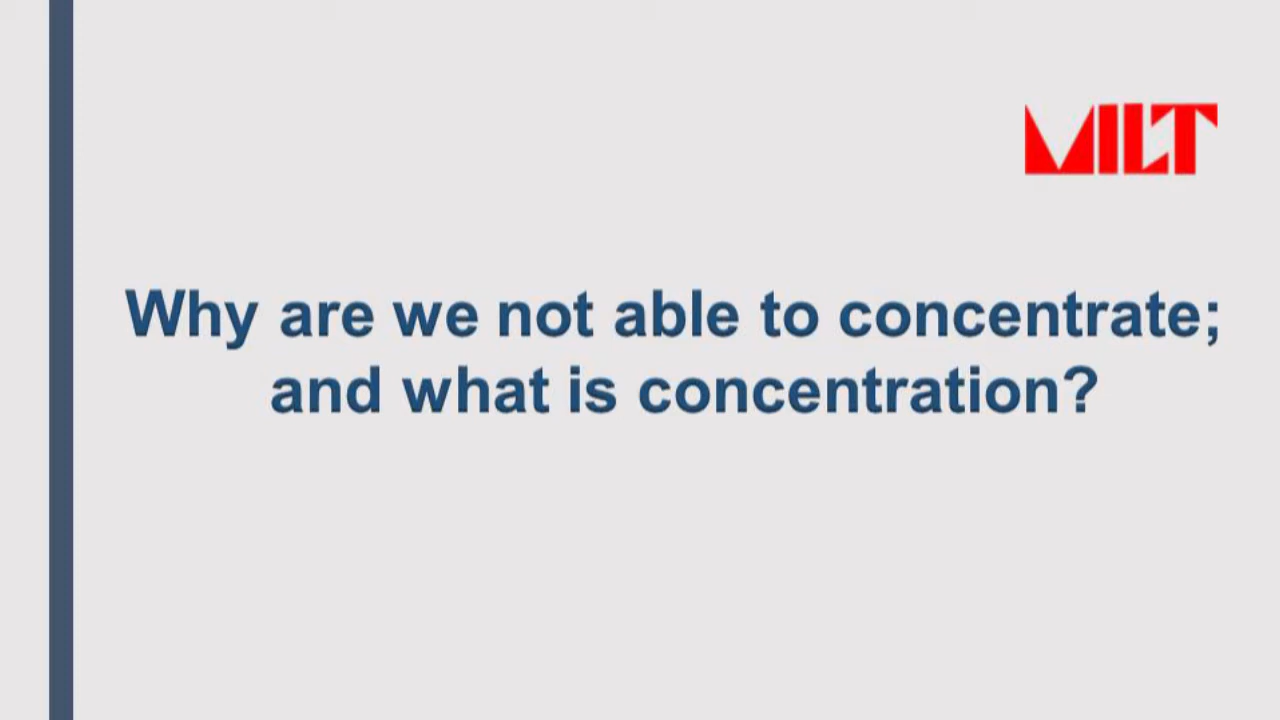 MILT
Why are we not able to concentrate;
and what is concentration?